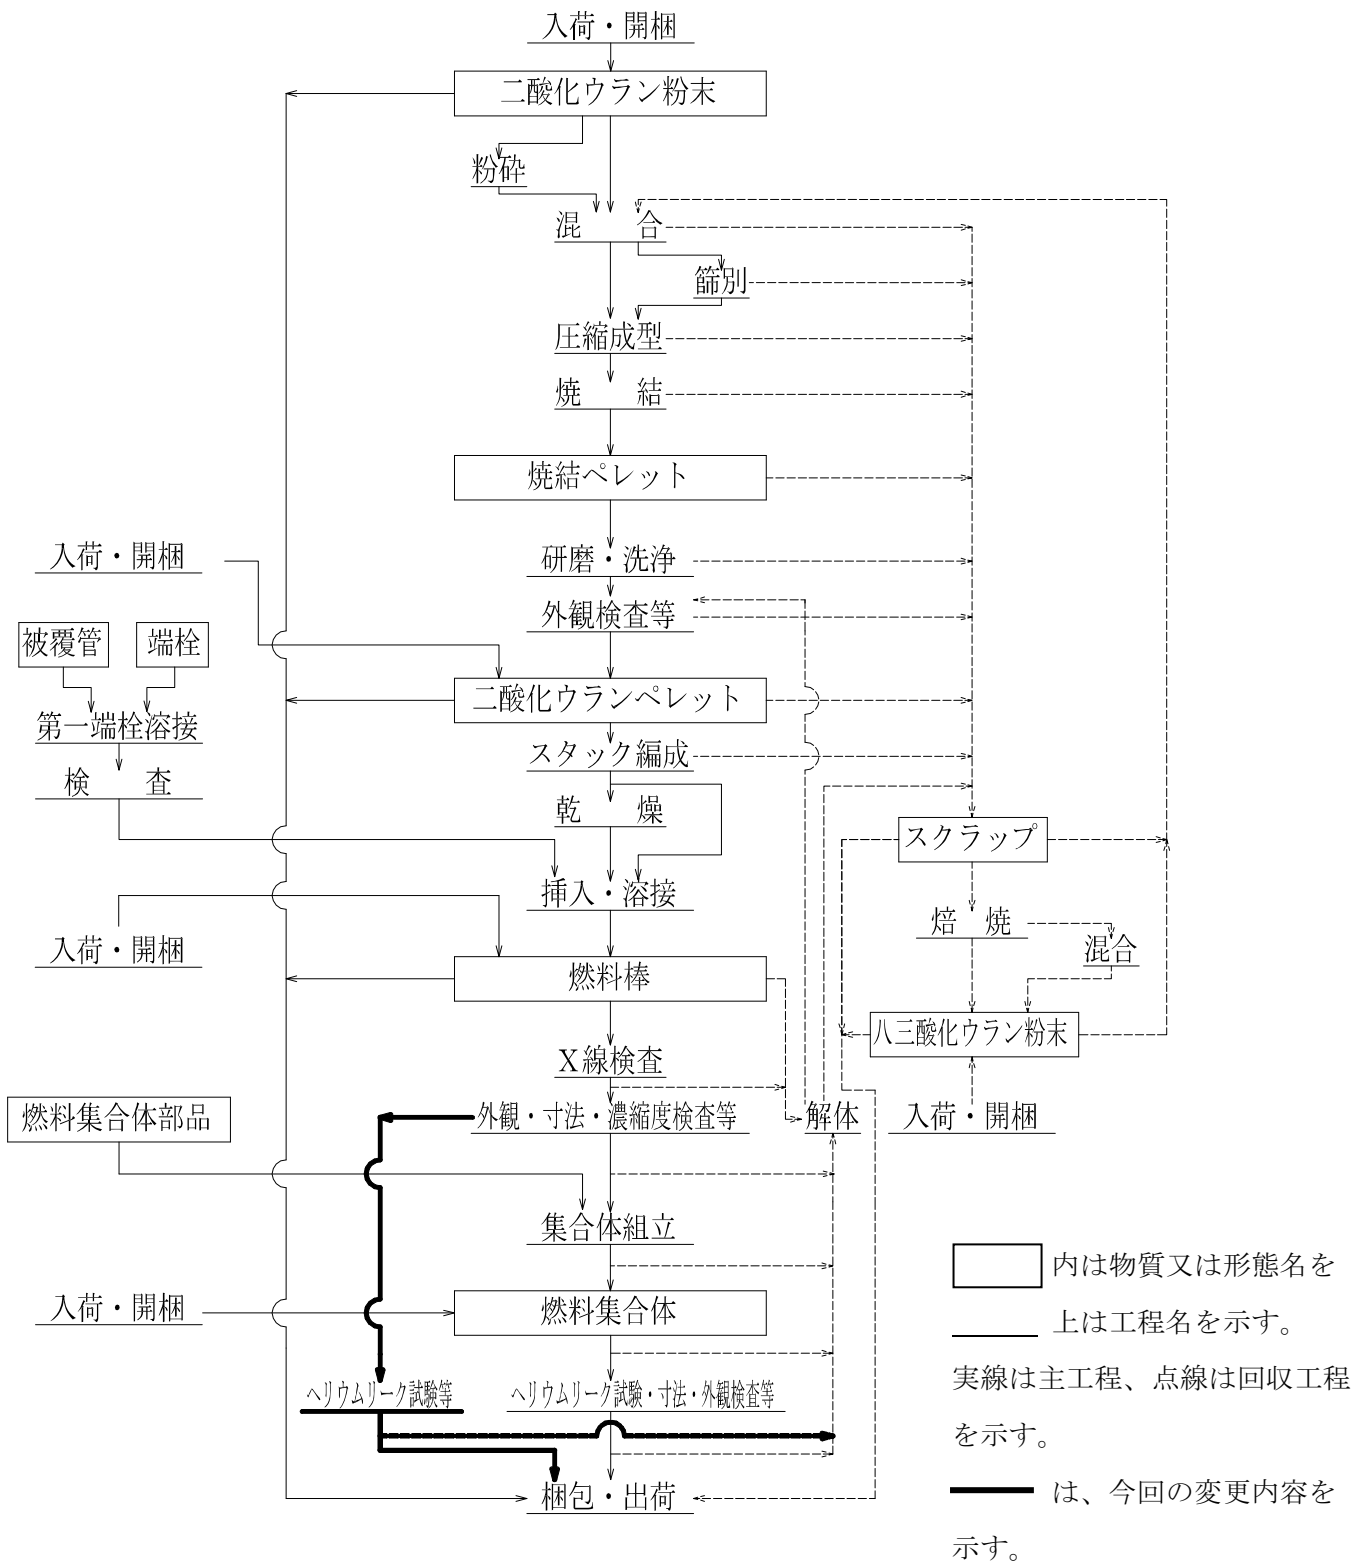 入荷・開梱
二酸化ウラン粉末
粉砕
混　合
篩別
圧縮成型
焼　結
焼結ペレット
入荷・開梱
研磨・洗浄
外観検査等
被覆管
端栓
二酸化ウランペレット
第一端栓溶接
スタック編成
検　査
乾　燥
スクラップ
挿入・溶接
焙　焼
入荷・開梱
混合
燃料棒
八三酸化ウラン粉末
X線検査
燃料集合体部品
外観・寸法・濃縮度検査等
解体
入荷・開梱
集合体組立
入荷・開梱
燃料集合体
ヘリウムリーク試験等
ヘリウムリーク試験・寸法・外観検査等
梱包・出荷
内は物質又は形態名を
上は工程名を示す。
実線は主工程、点線は回収工程
を示す。
は、今回の変更内容を
示す。